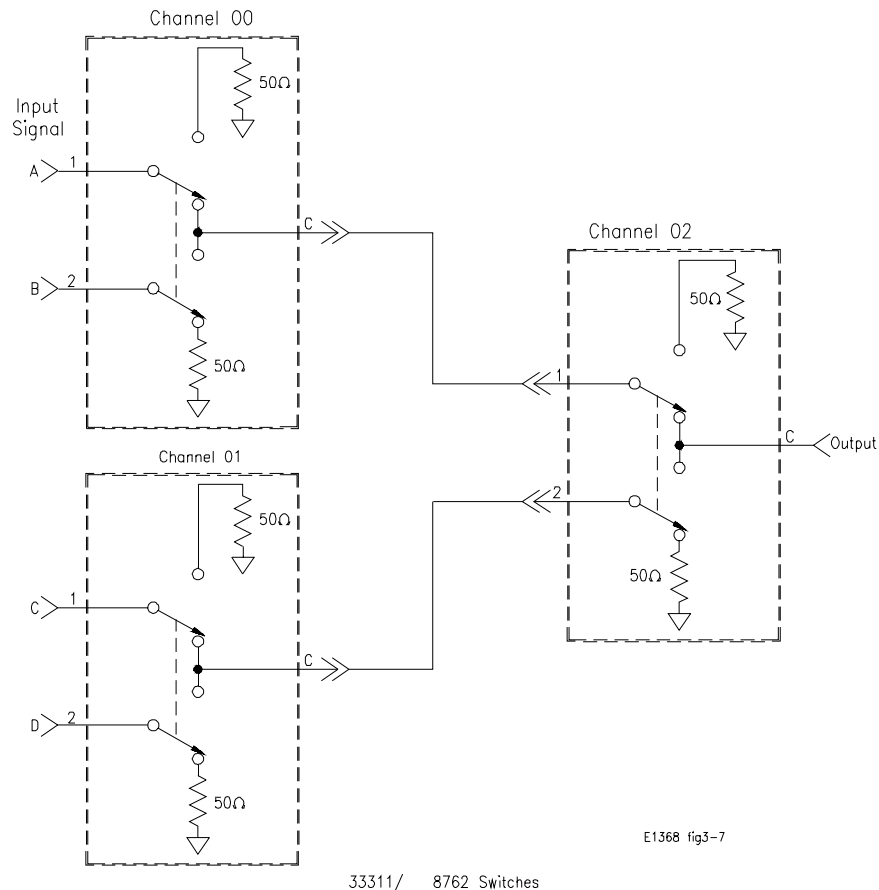 Channel 00
50Ω
Input
Signal
A 1
C
B 2
50Ω
Channel 02
50Ω
1
C Output
2
50Ω
Channel 01
50Ω
C 1
C
D 2
50Ω
E1368 fig3-7
33311/ 8762 Switches